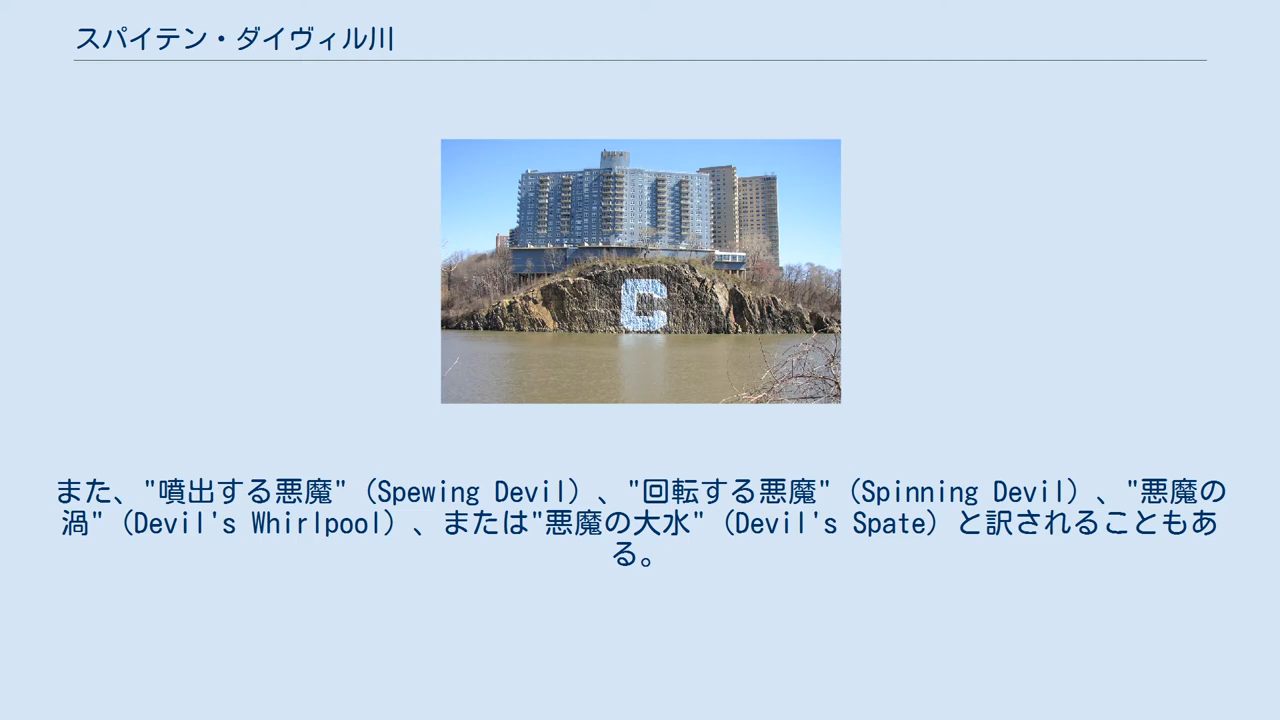 スパイテン・ダイヴィル川
C
また、"噴出する悪魔"（Spewing Devil）、"回転する悪魔"（Spinning Devil）、"悪魔の
渦"（Devil's Whirlpool）、または"悪魔の大水"（Devil's Spate）と訳されることもあ
る。